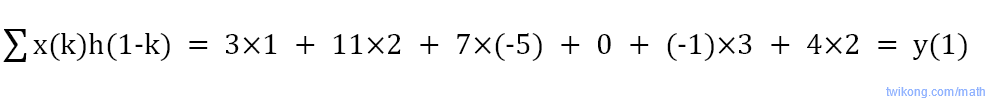 ∑x(k)h(1-k) = 3×1 + 11×2 + 7×(-5) + 0 + (-1)×3 + 4×2 = y(1)
twikong.com/math